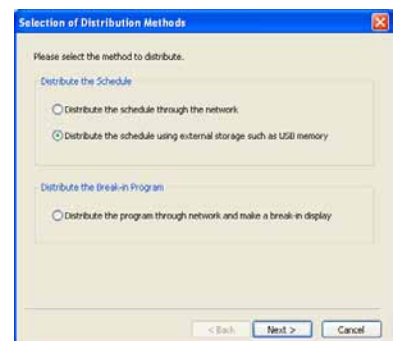 Selection of Distribution Methods
Please select the method to distribute.
Distribute the Schedule
Distribute the schedule through the network
Distribute the schedule using external storage such as USB memory
Distribute the Break-in Program
Distribute the program through network and make a break-in display
< Back
Next >
Cancel